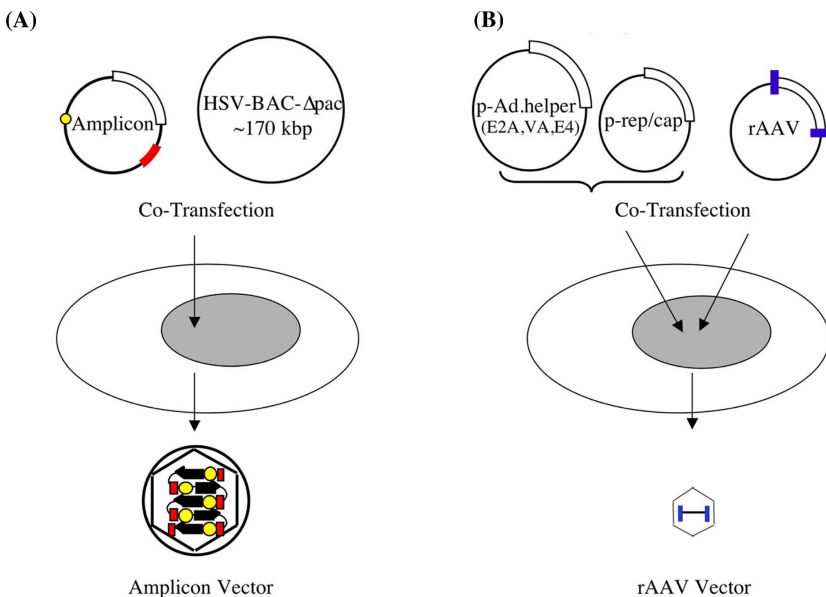 (A)
Amplicon
HSV-BAC-Δpac
~170 kbp
Co-Transfection
Amplicon Vector
(B)
p-Ad.helper
(E2A,VA,E4)
p-rep/cap
rAAV
Co-Transfection
rAAV Vector